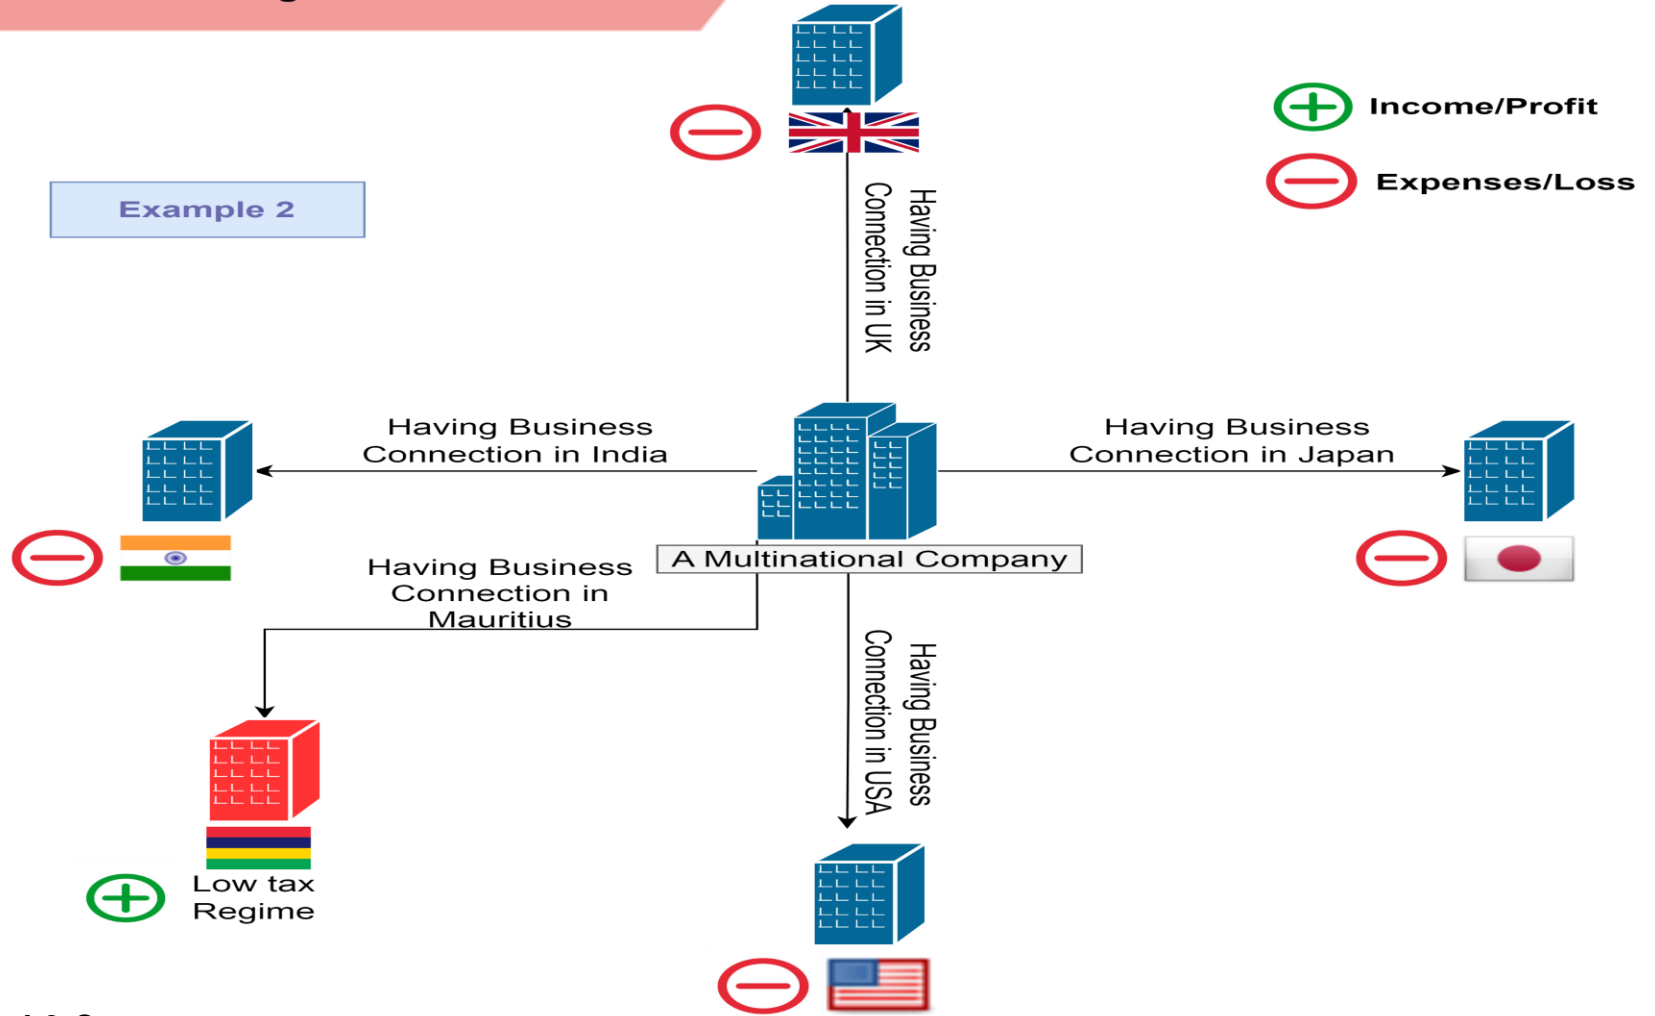 Income/Profit
Expenses/Loss
Example 2
Having Business
Connection in UK
Having Business
Connection in India
Having Business
Connection in Japan
A Multinational Company
Having Business
Connection in
Mauritius
Having Business
Connection in USA
Low tax
Regime